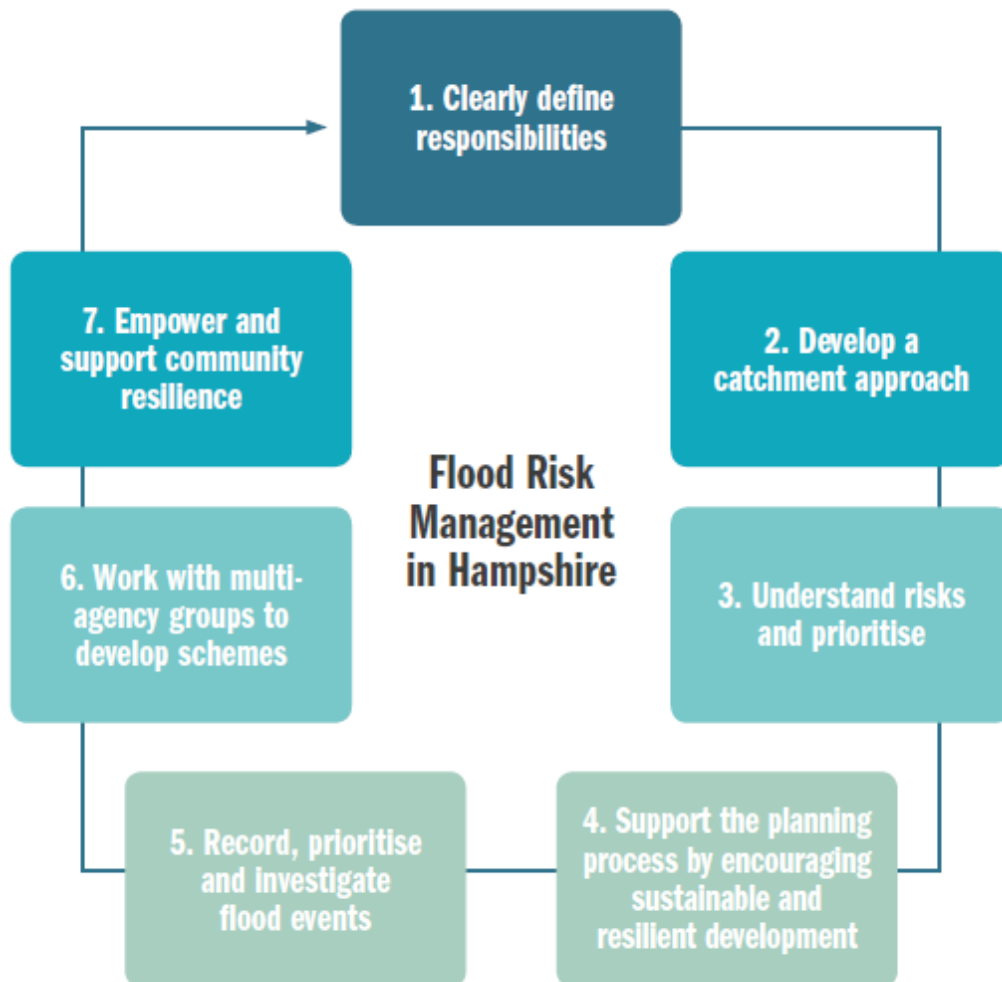 1. Clearly define
responsibilities
2. Develop a
catchment approach
3. Understand risks
and prioritise
4. Support the planning
process by encouraging
sustainable and
resilient development
5. Record, prioritise
and investigate
flood events
6. Work with multi-
agency groups to
develop schemes
7. Empower and
support community
resilience
Flood Risk
Management
in Hampshire